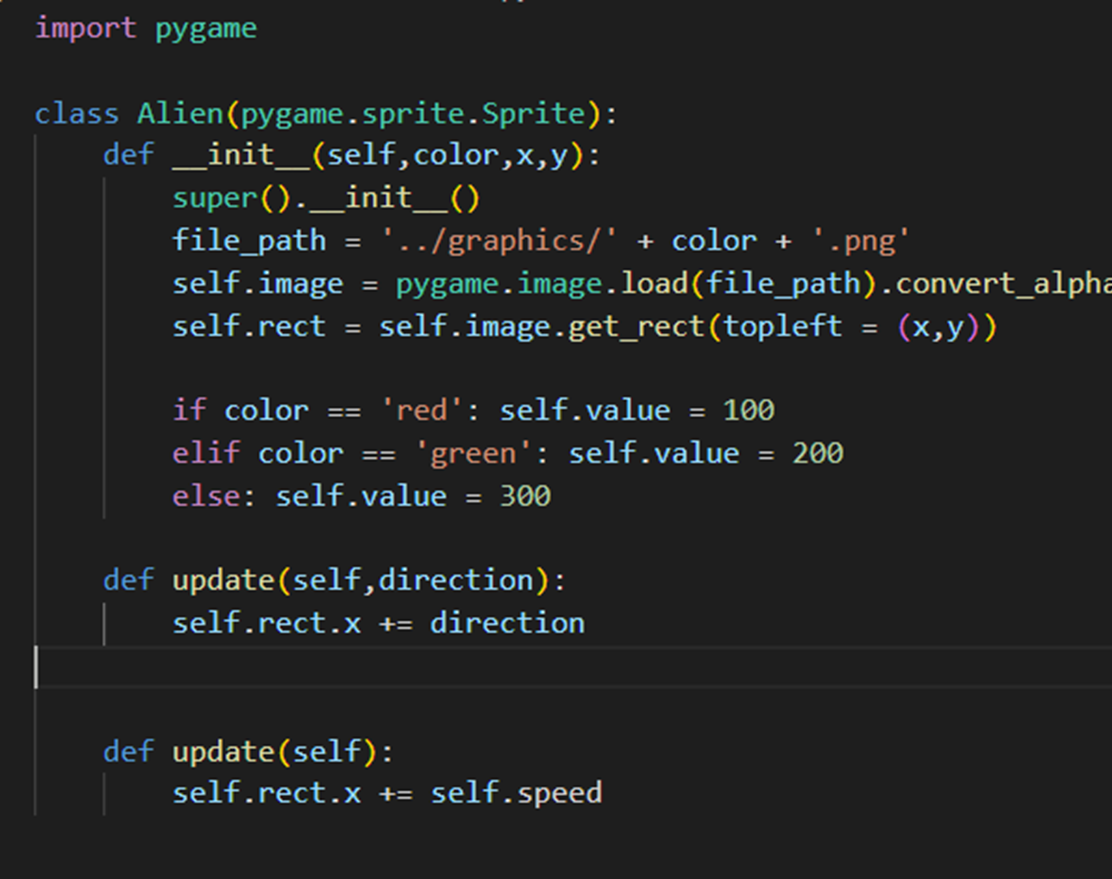 import pygame
class Alien(pygame.sprite.Sprite):
def __init__(self,color,x,y):
super().__init__()
file_path = '../graphics/' + color + '.png'
self.image = pygame.image.load(file_path).convert_alpha
self.rect = self.image.get_rect(topleft = (x,y))
if color == 'red': self.value = 100
elif color == 'green': self.value = 200
else: self.value = 300
def update(self,direction):
self.rect.x += direction
def update(self):
self.rect.x += self.speed